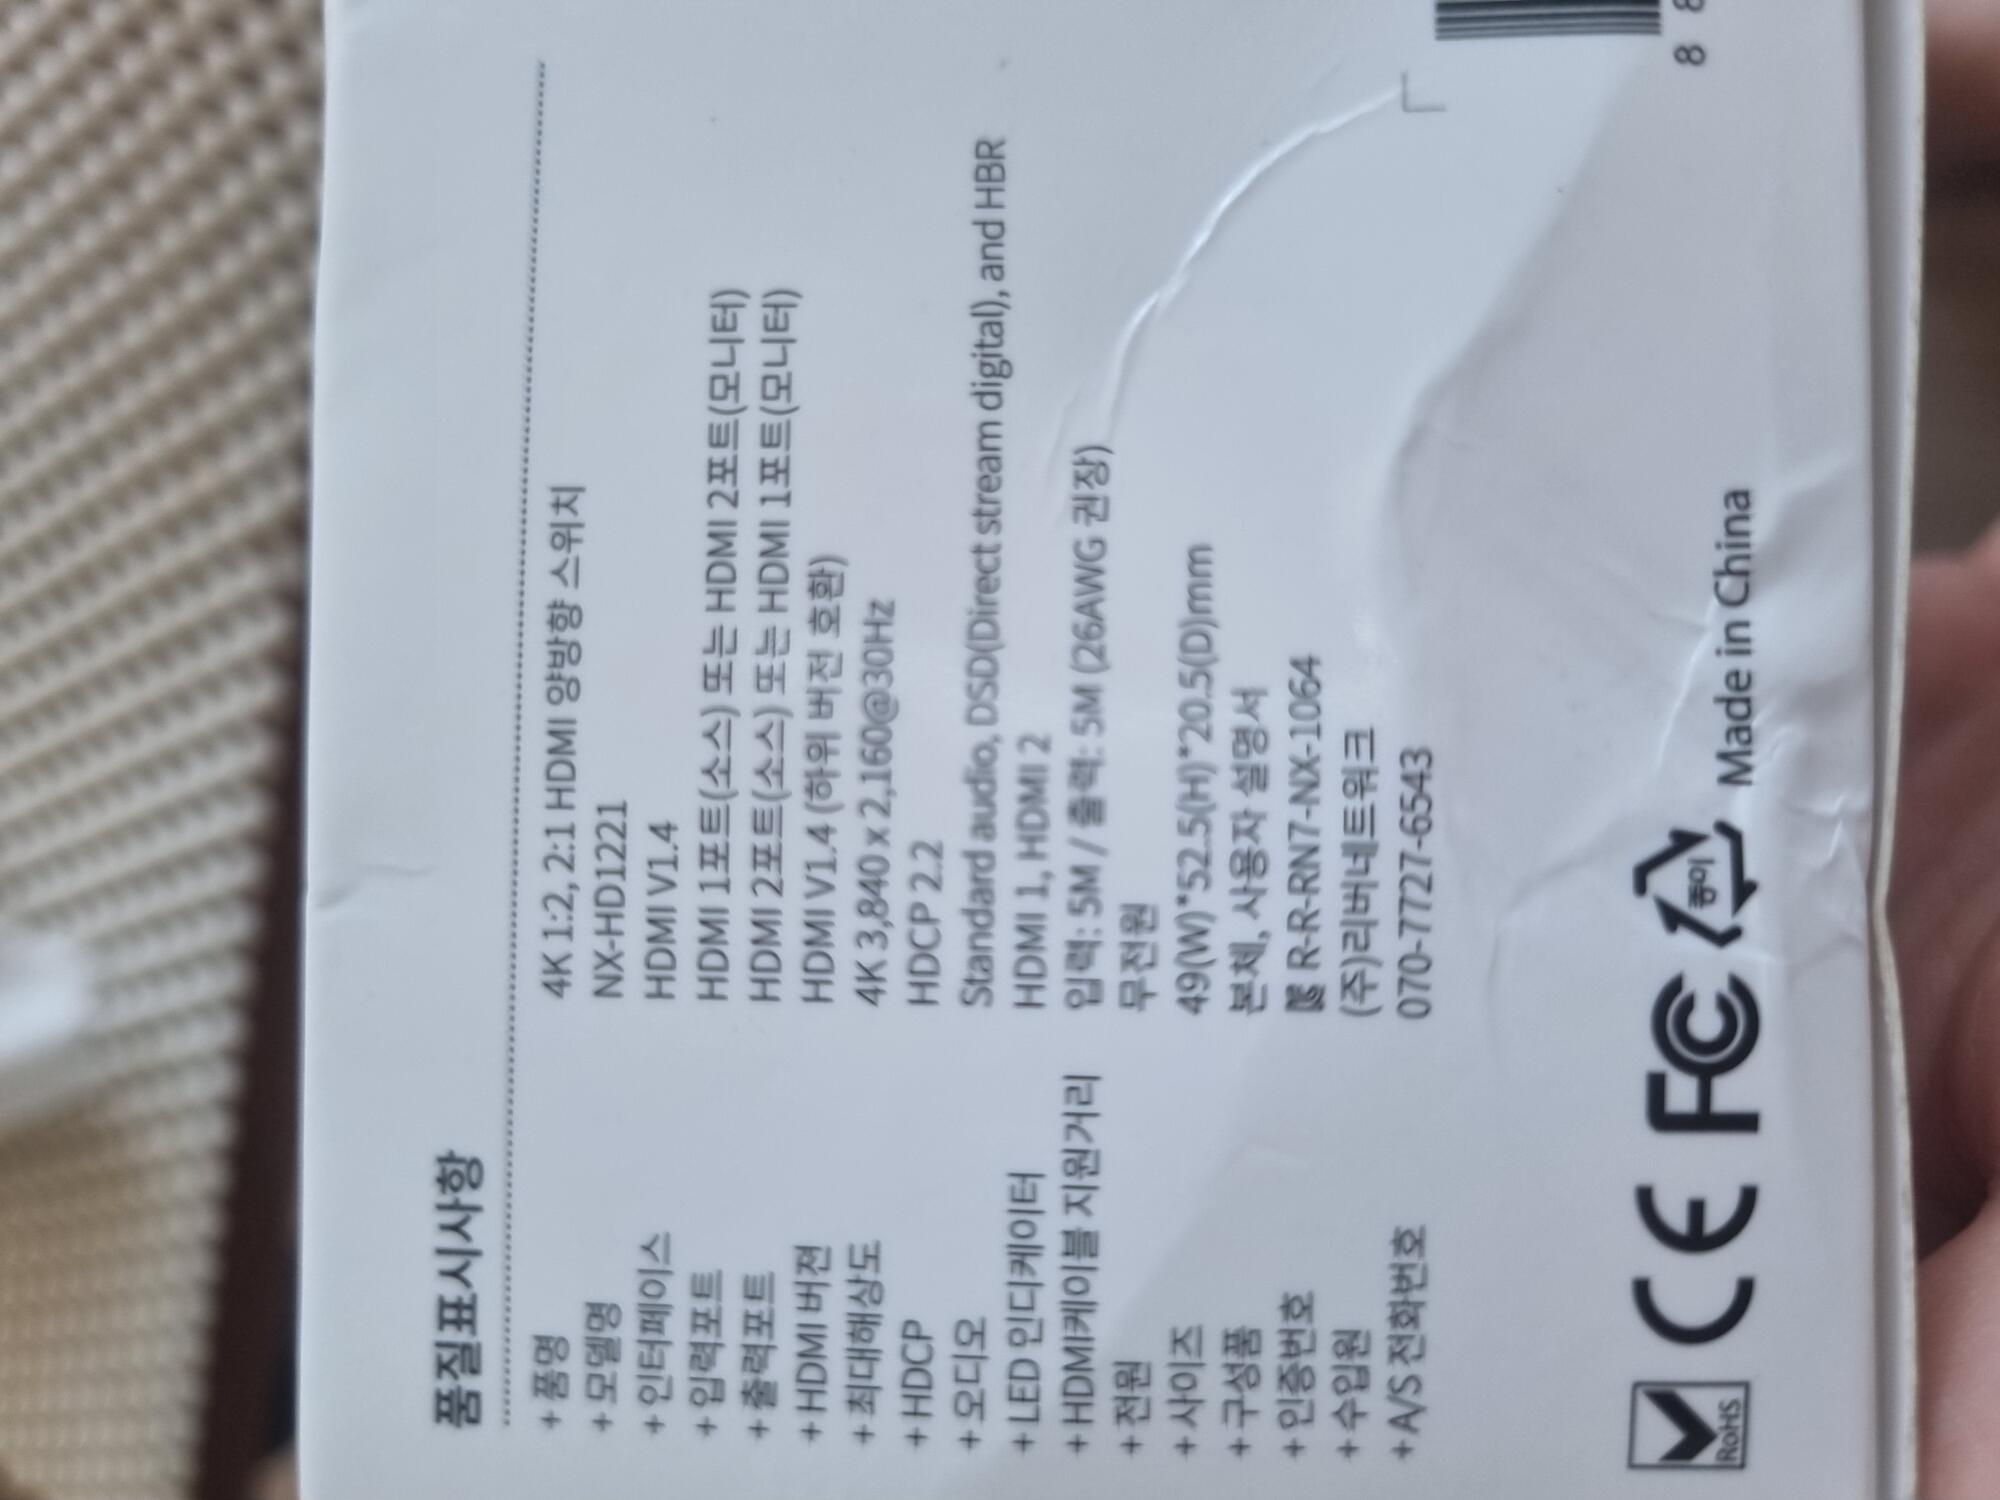 품질표시사항
+ 품명 4K 1:2, 2:1 HDMI 양방향 스위치
+ 모델명 NX-HD1221
+ 인터페이스 HDMI V1.4
+ 입력포트 HDMI 1포트(소스) 또는 HDMI 2포트(모니터)
+ 출력포트 HDMI 2포트(소스) 또는 HDMI 1포트(모니터)
+ HDMI 버젼 HDMI V1.4 (하위 버전 호환)
+ 최대해상도 4K 3,840 x 2,160@30Hz
+ HDCP HDCP 2.2
+ 오디오 Standard audio, DSD(Direct stream digital), and HBR
+ LED 인디케이터 HDMI 1, HDMI 2
+ HDMI케이블 지원거리 입력: 5M / 출력: 5M (26AWG 권장)
+ 전원 무전원
+ 사이즈 49(W)*52.5(H)*20.5(D)mm
+ 구성품 본체, 사용자 설명서
+ 인증번호 R-R-RN7-NX-1064
+ 수입원 (주)리버네트워크
+ A/S 전화번호 070-7727-6543
RoHS CE FC 종이 Made in China
8 8